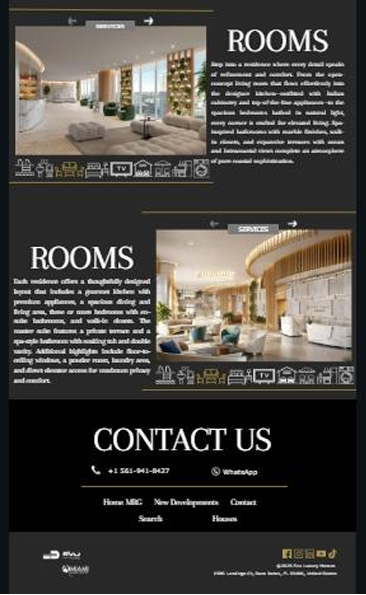 SERVICES
ROOMS
Step into a residence where every detail speaks
of refinement and comfort. From the open-
concept living room that flows effortlessly into
the designer kitchen—outfitted with Italian
cabinetry and top-of-the-line appliances—to the
spacious bedrooms bathed in natural light,
every corner is crafted for elevated living. Spa-
inspired bathrooms with marble finishes, walk-
in closets, and expansive terraces with ocean
and Intracoastal views complete an atmosphere
of pure coastal sophistication.
TV
SERVICES
ROOMS
Each residence offers a thoughtfully designed
layout that includes a gourmet kitchen with
premium appliances, a spacious dining and
living area, three or more bedrooms with en-
suite bathrooms, and walk-in closets. The
master suite features a private terrace and a
spa-style bathroom with soaking tub and double
vanity. Additional highlights include floor-to-
ceiling windows, a powder room, laundry area,
and direct elevator access for maximum privacy
and comfort.
TV
CONTACT US
+1 561-941-8427
WhatsApp
Home MRG New Developments Contact
Search Houses
MIAMI